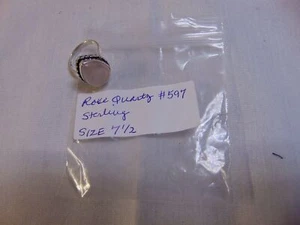 Rose Quartz #597
Sterling
SIZE 7 1/2